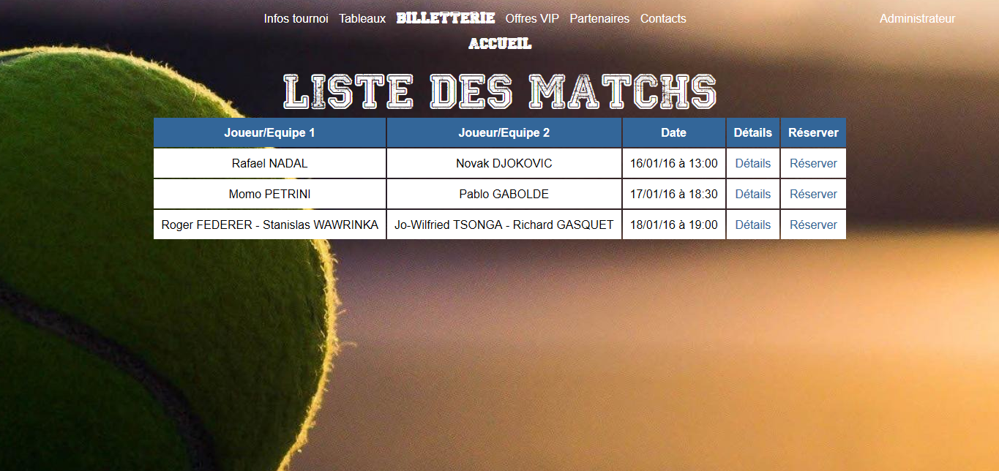 Infos tournoi Tableaux BILLETTERIE Offres VIP Partenaires Contacts Administrateur
ACCUEIL
LISTE DES MATCHS
Joueur/Equipe 1 Joueur/Equipe 2 Date Détails Réserver
Rafael NADAL Novak DJOKOVIC 16/01/16 à 13:00 Détails Réserver
Momo PETRINI Pablo GABOLDE 17/01/16 à 18:30 Détails Réserver
Roger FEDERER - Stanislas WAWRINKA Jo-Wilfried TSONGA - Richard GASQUET 18/01/16 à 19:00 Détails Réserver